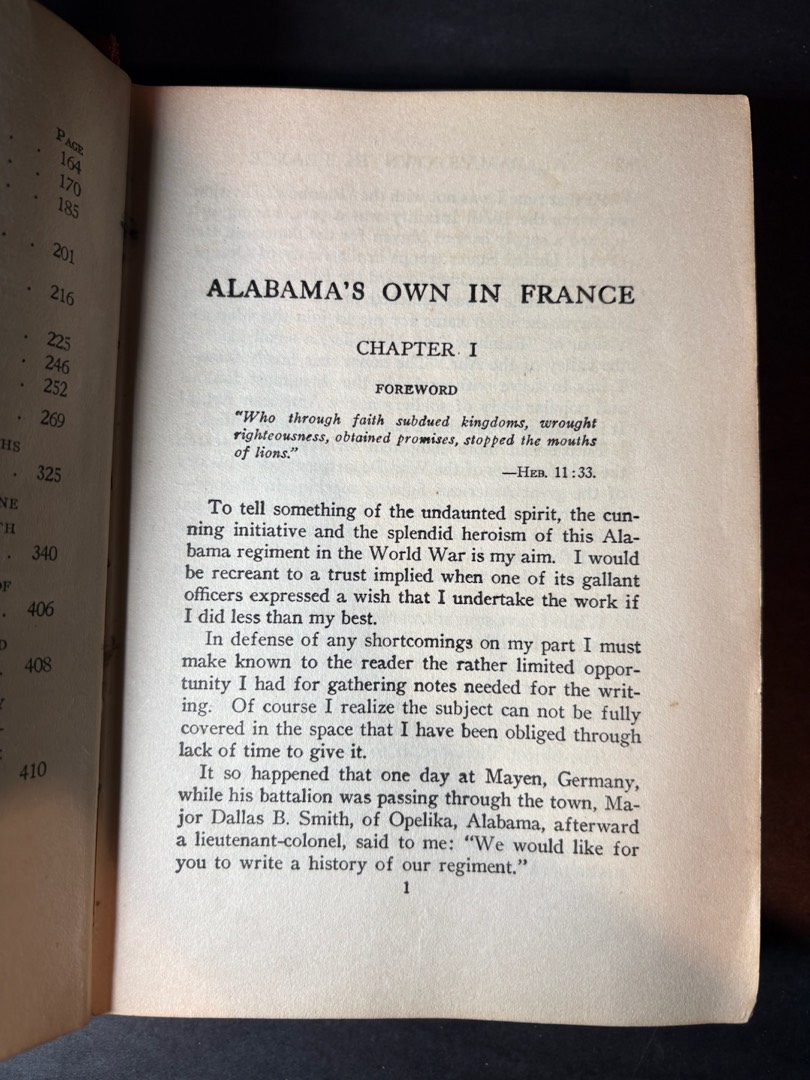 PAGE
164
170
185
201
216
225
246
252
269
HS
325
NE
TH
340
OF
406
D
408
Y
410
ALABAMA'S OWN IN FRANCE
CHAPTER I
FOREWORD
"Who through faith subdued kingdoms, wrought
righteousness, obtained promises, stopped the mouths
of lions."
—HEB. 11:33.
To tell something of the undaunted spirit, the cun-
ning initiative and the splendid heroism of this Ala-
bama regiment in the World War is my aim. I would
be recreant to a trust implied when one of its gallant
officers expressed a wish that I undertake the work if
I did less than my best.
In defense of any shortcomings on my part I must
make known to the reader the rather limited oppor-
tunity I had for gathering notes needed for the writ-
ing. Of course I realize the subject can not be fully
covered in the space that I have been obliged through
lack of time to give it.
It so happened that one day at Mayen, Germany,
while his battalion was passing through the town, Ma-
jor Dallas B. Smith, of Opelika, Alabama, afterward
a lieutenant-colonel, said to me: "We would like for
you to write a history of our regiment."
1